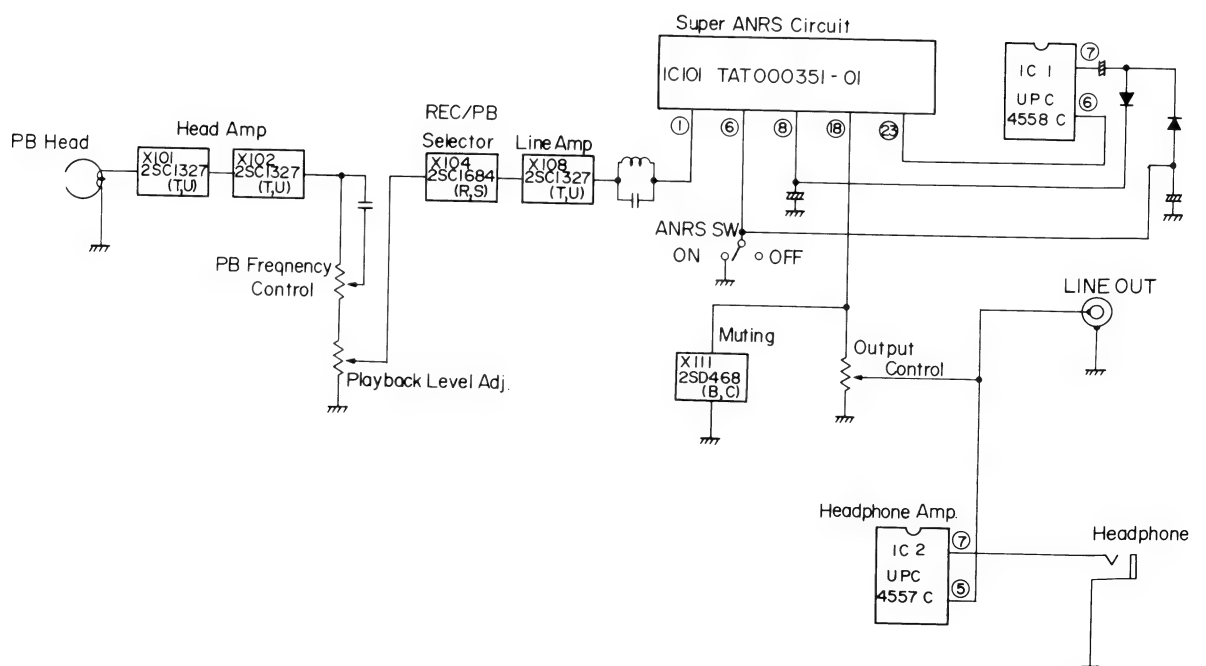 Super ANRS Circuit
IC101 TAT000351-01
①
⑥
⑧
⑱
㉓
IC 1
UPC
4558 C
⑦
⑥
PB Head
Head Amp
X101
2SC1327
(T,U)
X102
2SC1327
(T,U)
REC/PB
Selector
X104
2SC1684
(R,S)
Line Amp
X108
2SC1327
(T,U)
PB Freqnency
Control
Playback Level Adj.
ANRS SW
ON
OFF
Muting
X111
2SD468
(B,C)
Output
Control
LINE OUT
Headphone Amp.
IC 2
UPC
4557 C
⑦
⑤
Headphone